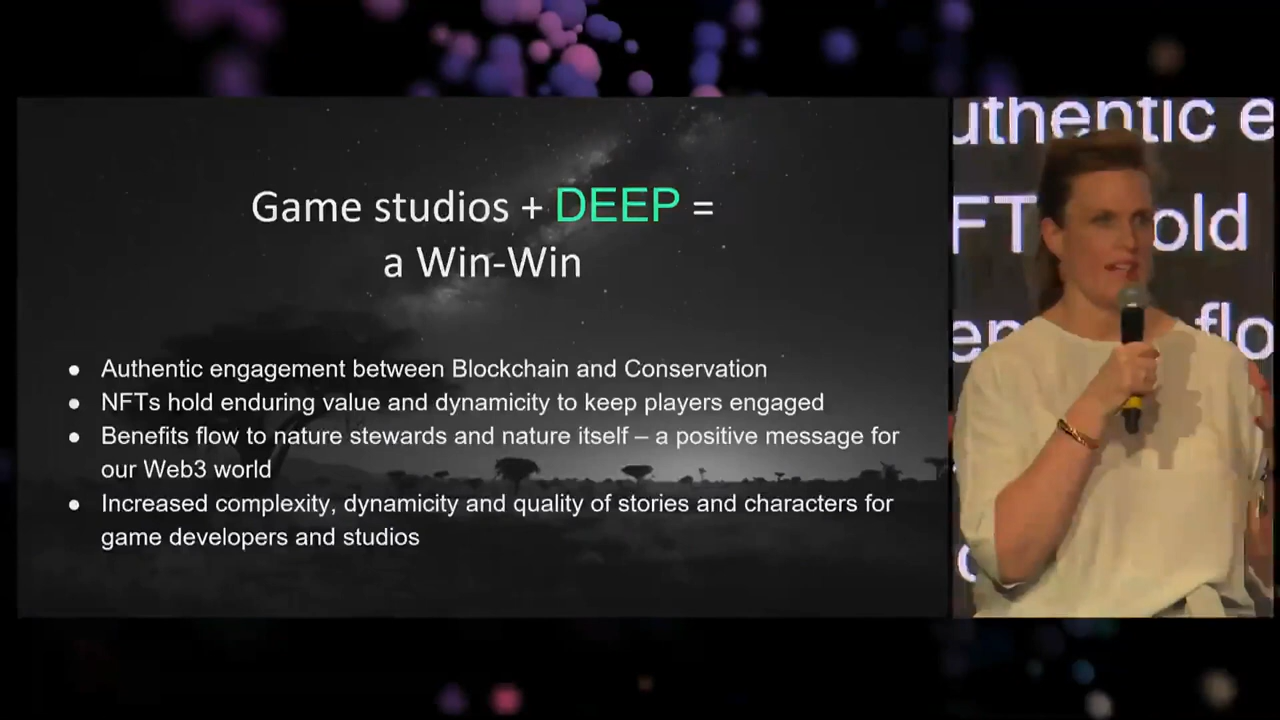 Game studios + DEEP =
a Win-Win
● Authentic engagement between Blockchain and Conservation
● NFTs hold enduring value and dynamicity to keep players engaged
● Benefits flow to nature stewards and nature itself – a positive message for
our Web3 world
● Increased complexity, dynamicity and quality of stories and characters for
game developers and studios
uthentic e
FT old
en flo